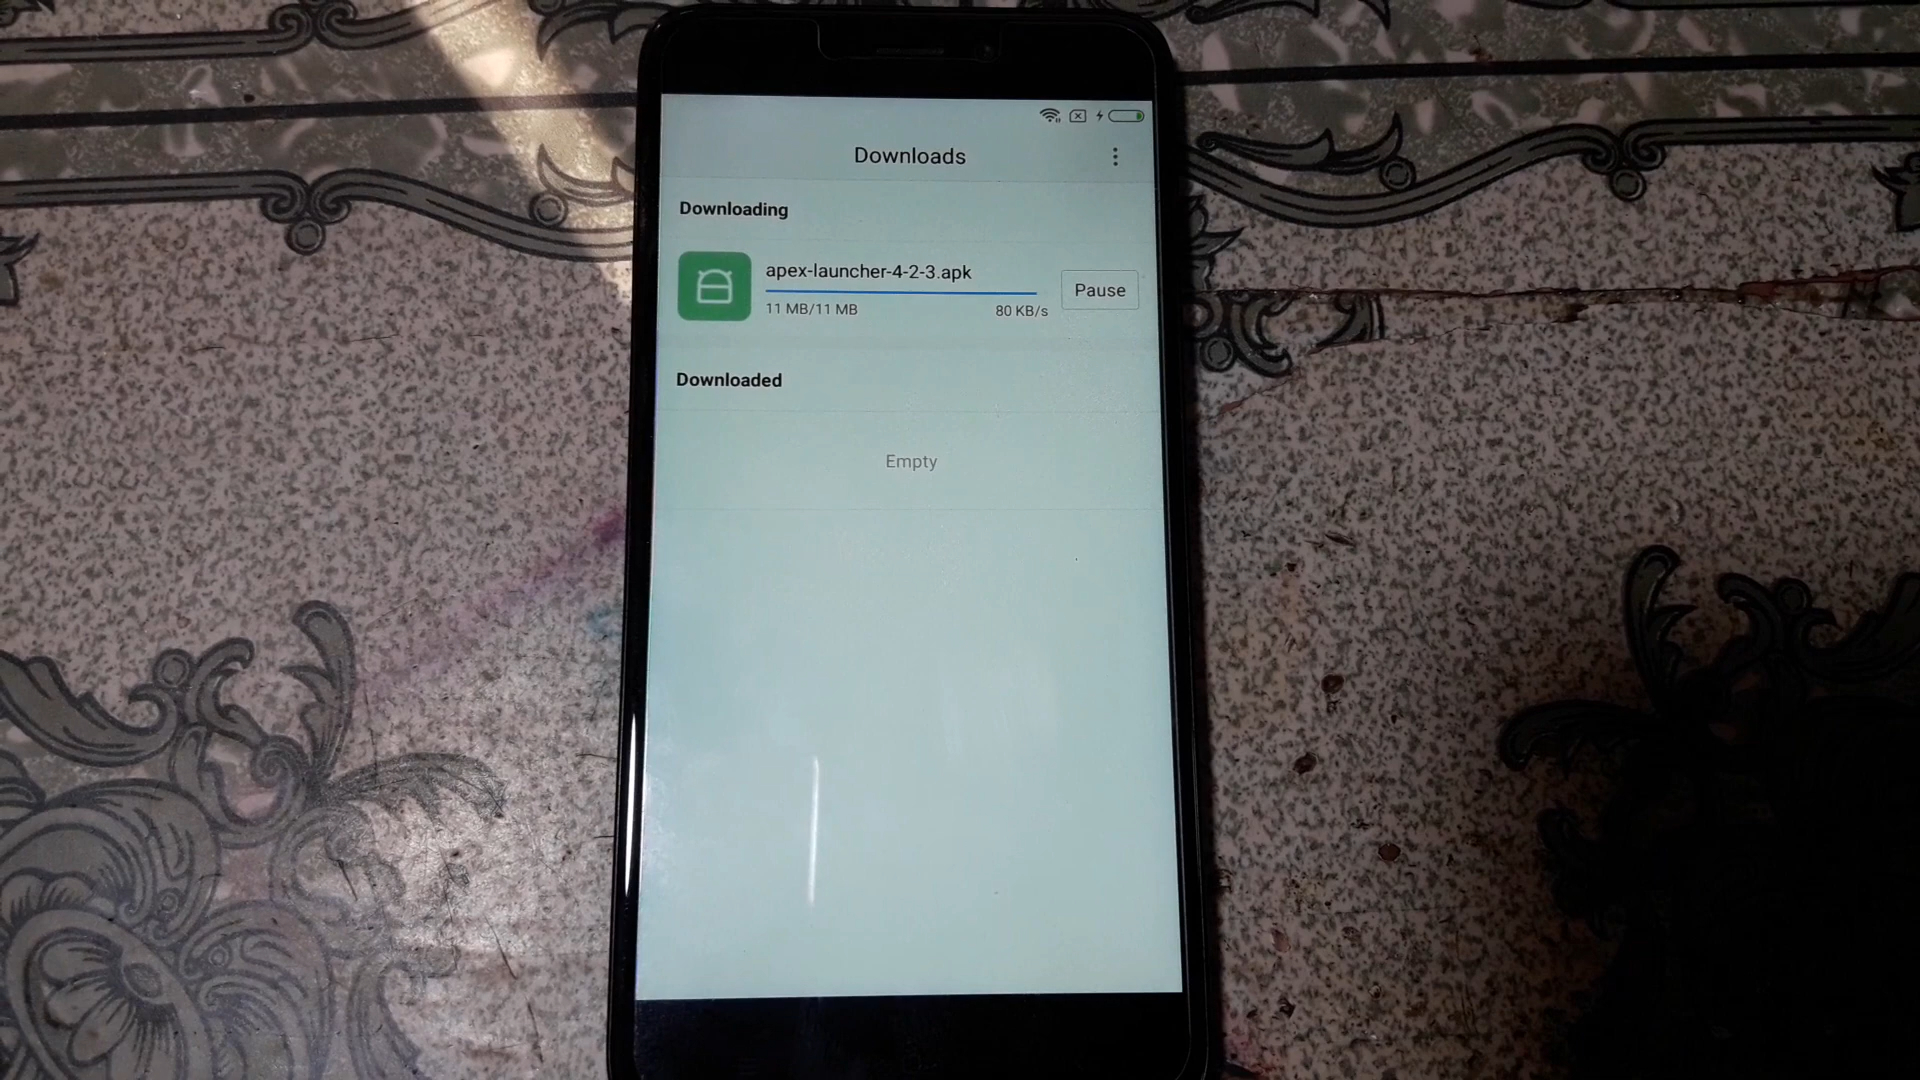 Downloads
Downloading
apex-launcher-4-2-3.apk
11 MB/11 MB
80 KB/s
Pause
Downloaded
Empty